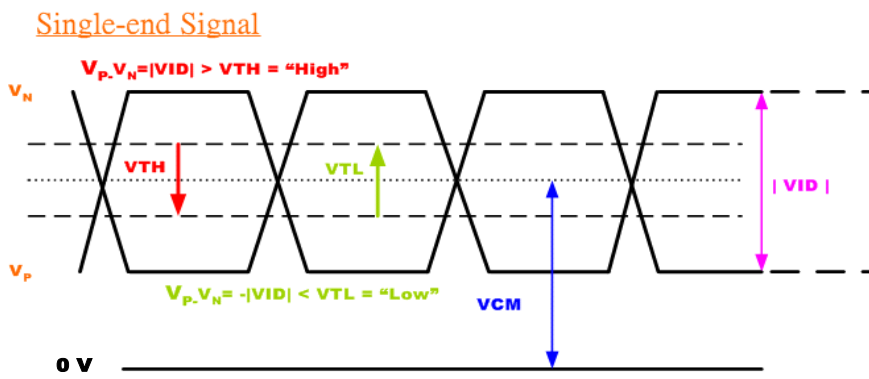 Single-end Signal
VP-VN=|VID| > VTH = “High”
VN
VTH
VTL
| VID |
VP
VP-VN= -|VID| < VTL = “Low”
VCM
0 V